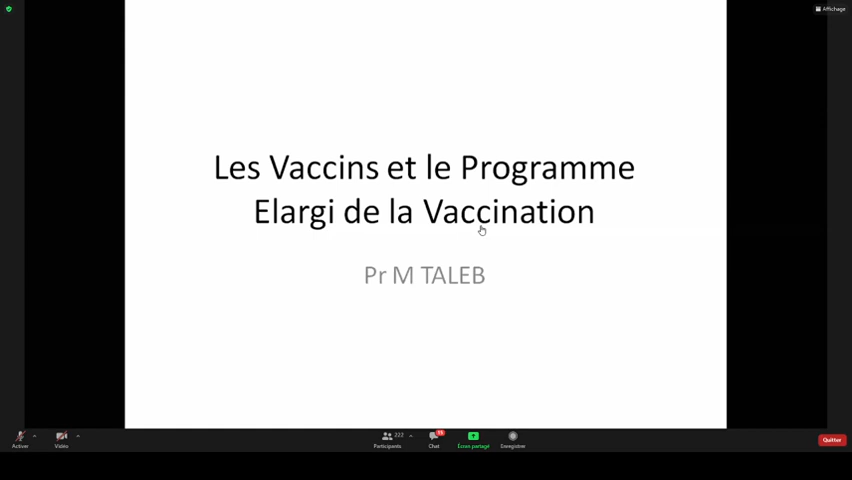 Affichage
Les Vaccins et le Programme
Elargi de la Vaccination
Pr M TALEB
222
Activer
Vidéo
Participants
Chat
Écran partagé
Enregistrer
Quitter